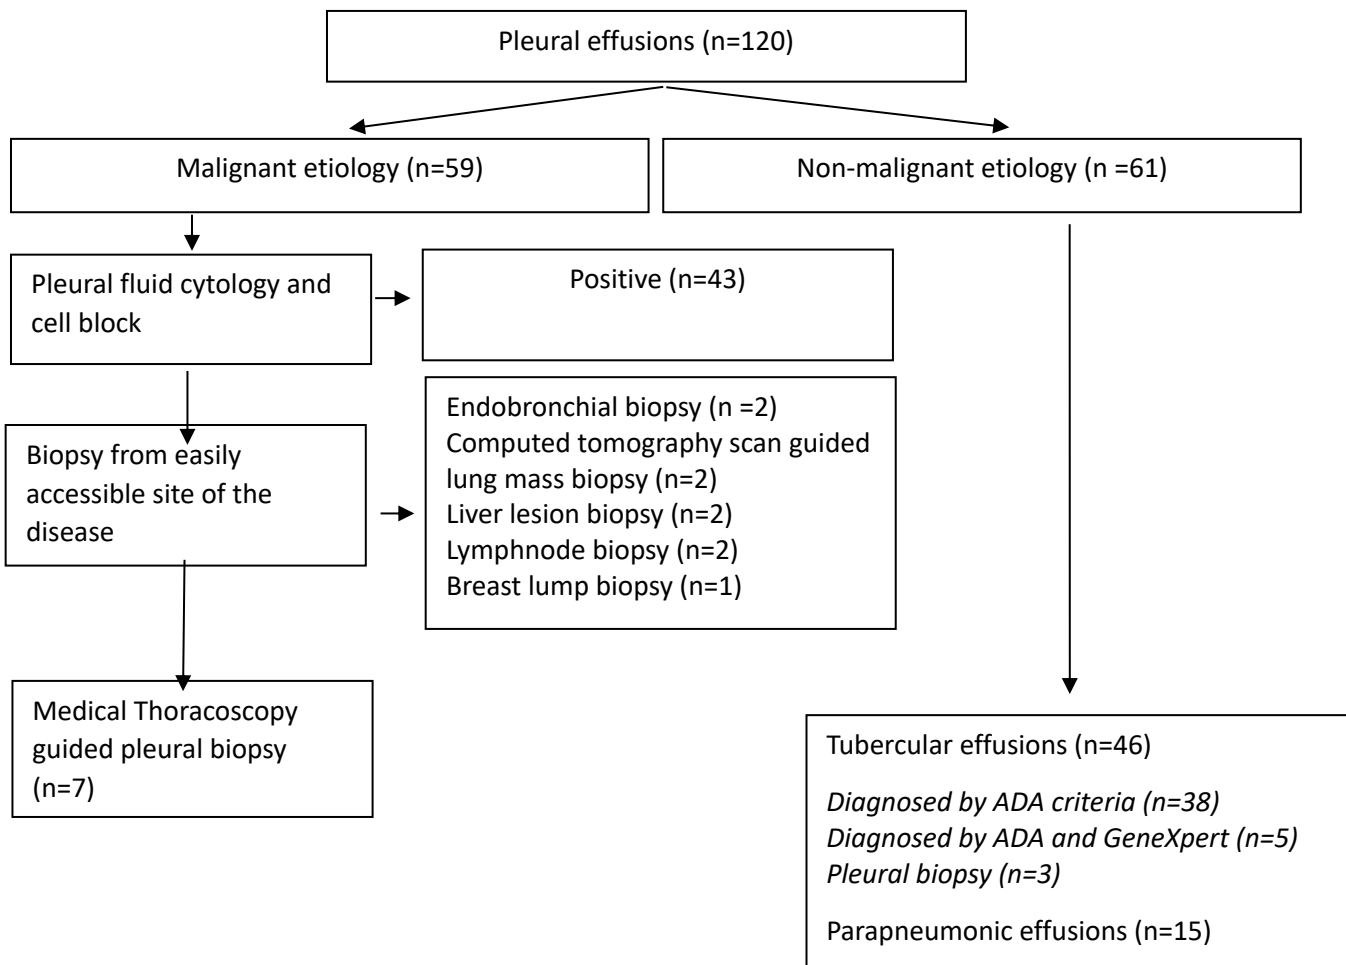 Pleural effusions (n=120)
Malignant etiology (n=59)
Non-malignant etiology (n =61)
Pleural fluid cytology and
cell block
Positive (n=43)
Biopsy from easily
accessible site of the
disease
Endobronchial biopsy (n =2)
Computed tomography scan guided
lung mass biopsy (n=2)
Liver lesion biopsy (n=2)
Lymphnode biopsy (n=2)
Breast lump biopsy (n=1)
Medical Thoracoscopy
guided pleural biopsy
(n=7)
Tubercular effusions (n=46)
Diagnosed by ADA criteria (n=38)
Diagnosed by ADA and GeneXpert (n=5)
Pleural biopsy (n=3)
Parapneumonic effusions (n=15)